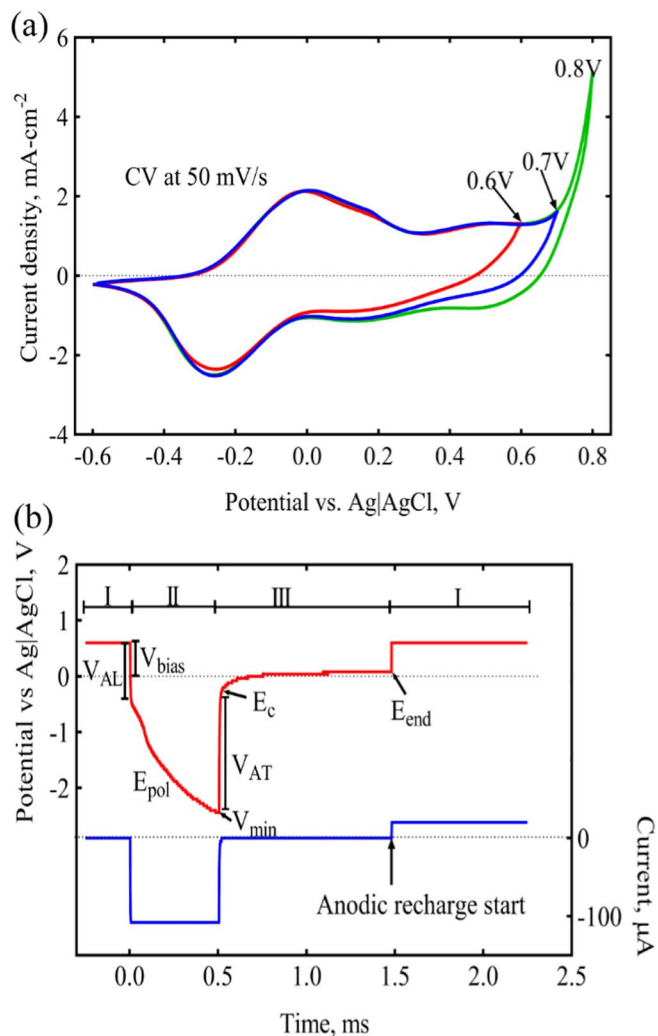 (a)
6
4
2
0
-2
-4
Current density, mA-cm-2
CV at 50 mV/s
0.8V
0.7V
0.6V
-0.6 -0.4 -0.2 0.0 0.2 0.4 0.6 0.8
Potential vs. Ag|AgCl, V
(b)
2
1
0
-1
-2
Potential vs Ag|AgCl, V
I II III I
VAL
Vbias
Ec
Eend
VAT
Epol
Vmin
0
-100
Current, μA
Anodic recharge start
0.0 0.5 1.0 1.5 2.0 2.5
Time, ms